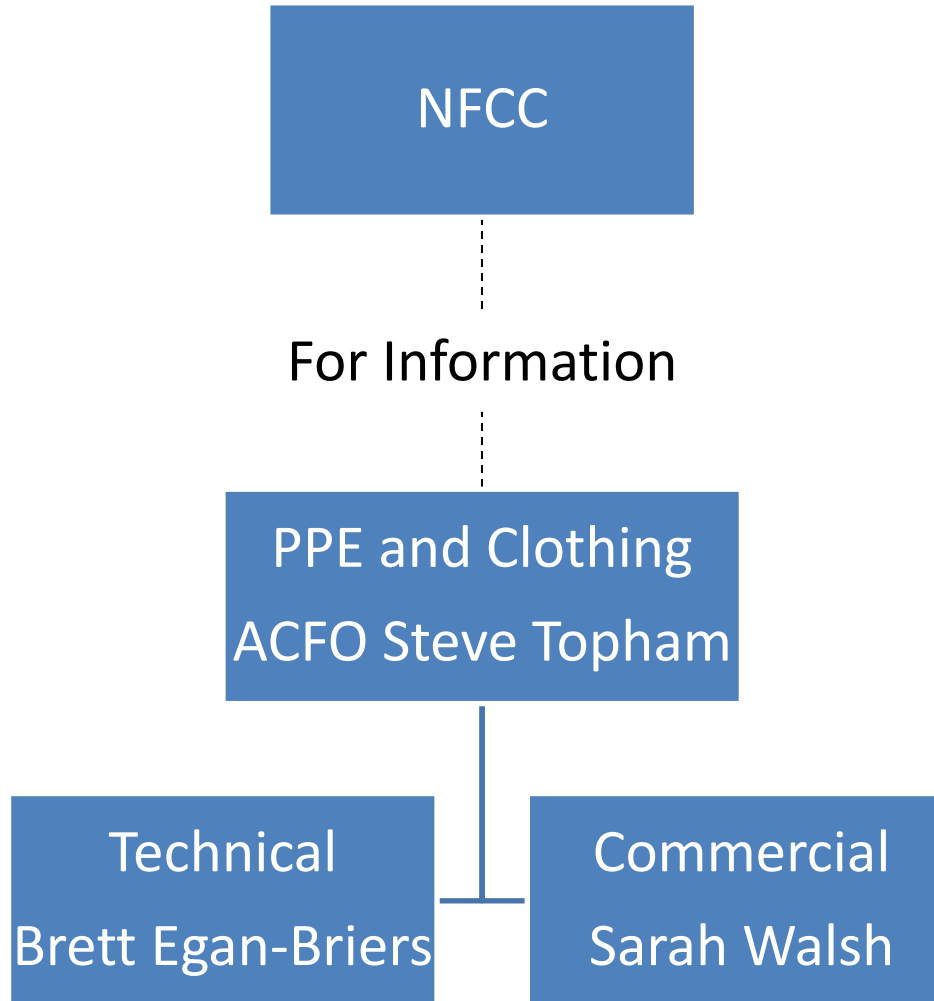 NFCC
For Information
PPE and Clothing
ACFO Steve Topham
Technical
Brett Egan-Briers
Commercial
Sarah Walsh